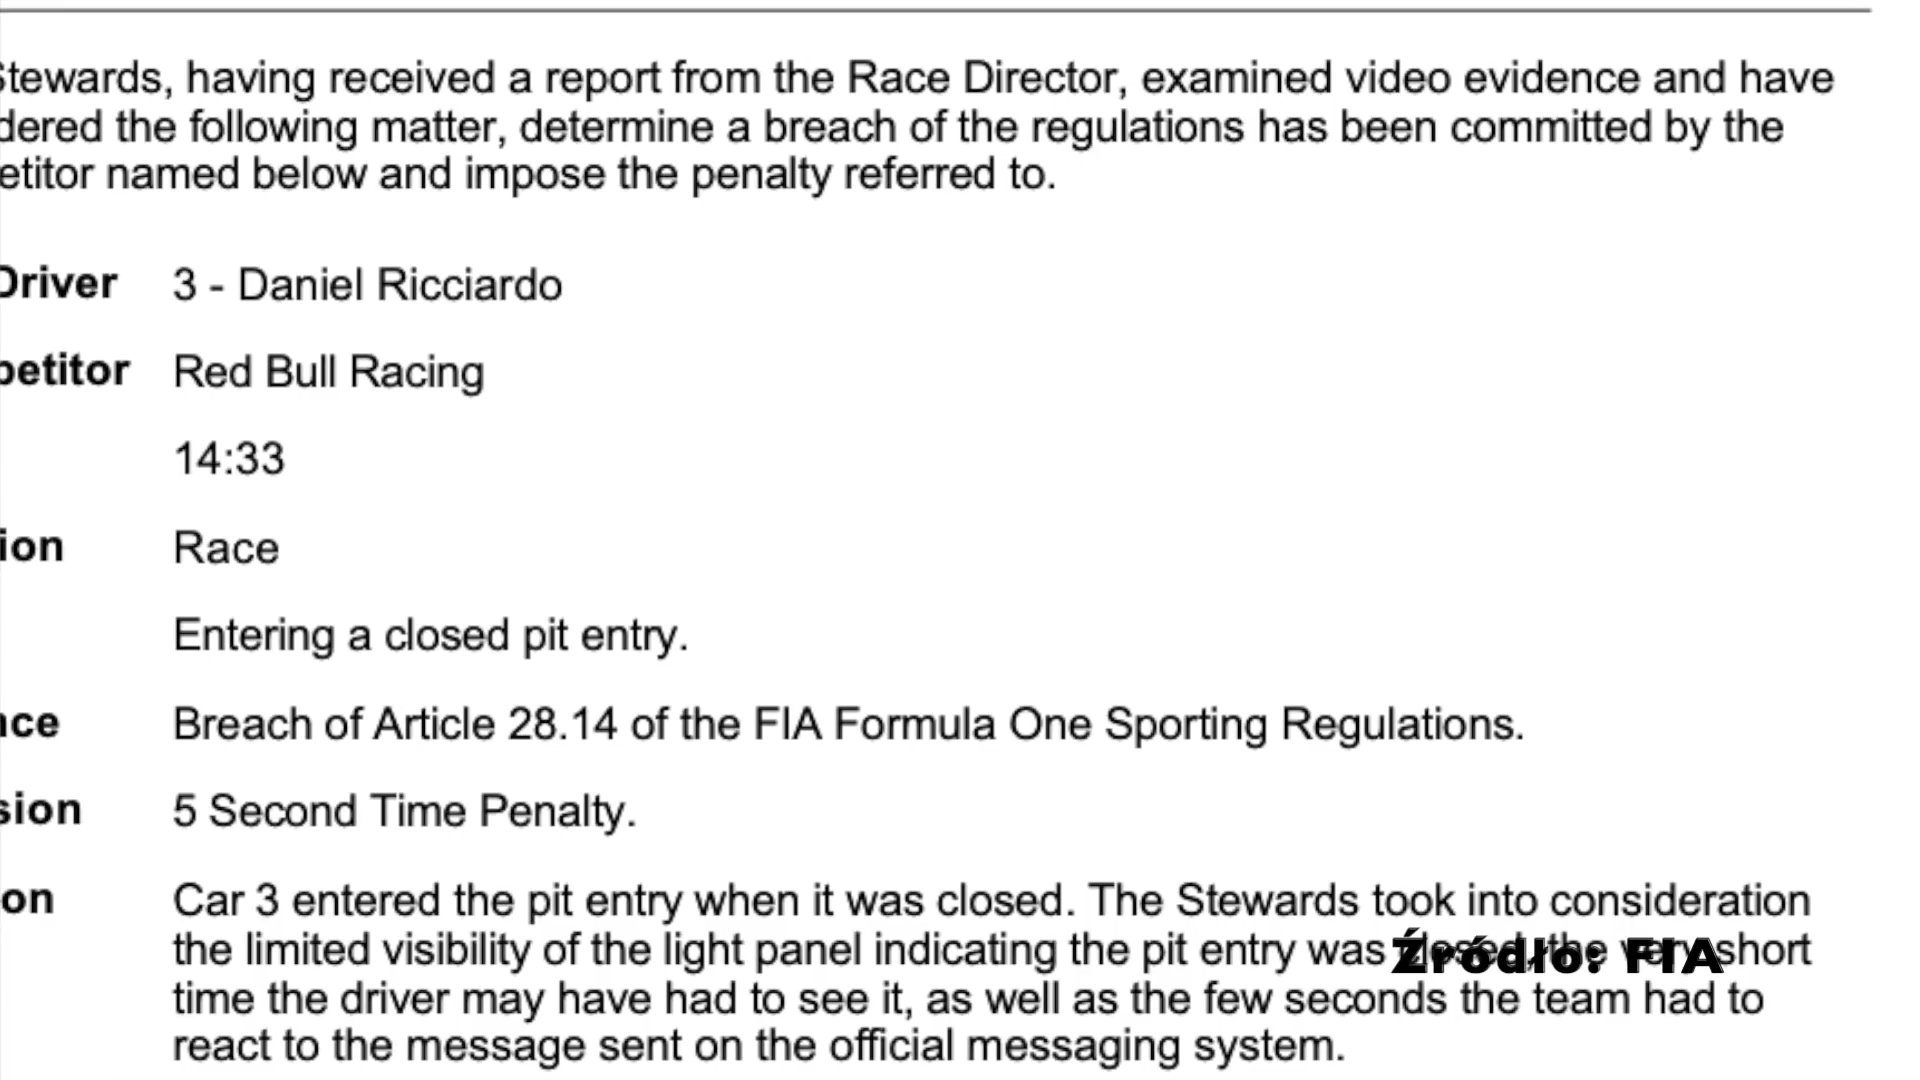 Stewards, having received a report from the Race Director, examined video evidence and have
dered the following matter, determine a breach of the regulations has been committed by the
etitor named below and impose the penalty referred to.
Driver 3 - Daniel Ricciardo
petitor Red Bull Racing
14:33
ion Race
Entering a closed pit entry.
nce Breach of Article 28.14 of the FIA Formula One Sporting Regulations.
sion 5 Second Time Penalty.
on Car 3 entered the pit entry when it was closed. The Stewards took into consideration
the limited visibility of the light panel indicating the pit entry was closed, the very short
time the driver may have had to see it, as well as the few seconds the team had to
react to the message sent on the official messaging system.
Źródło: FIA